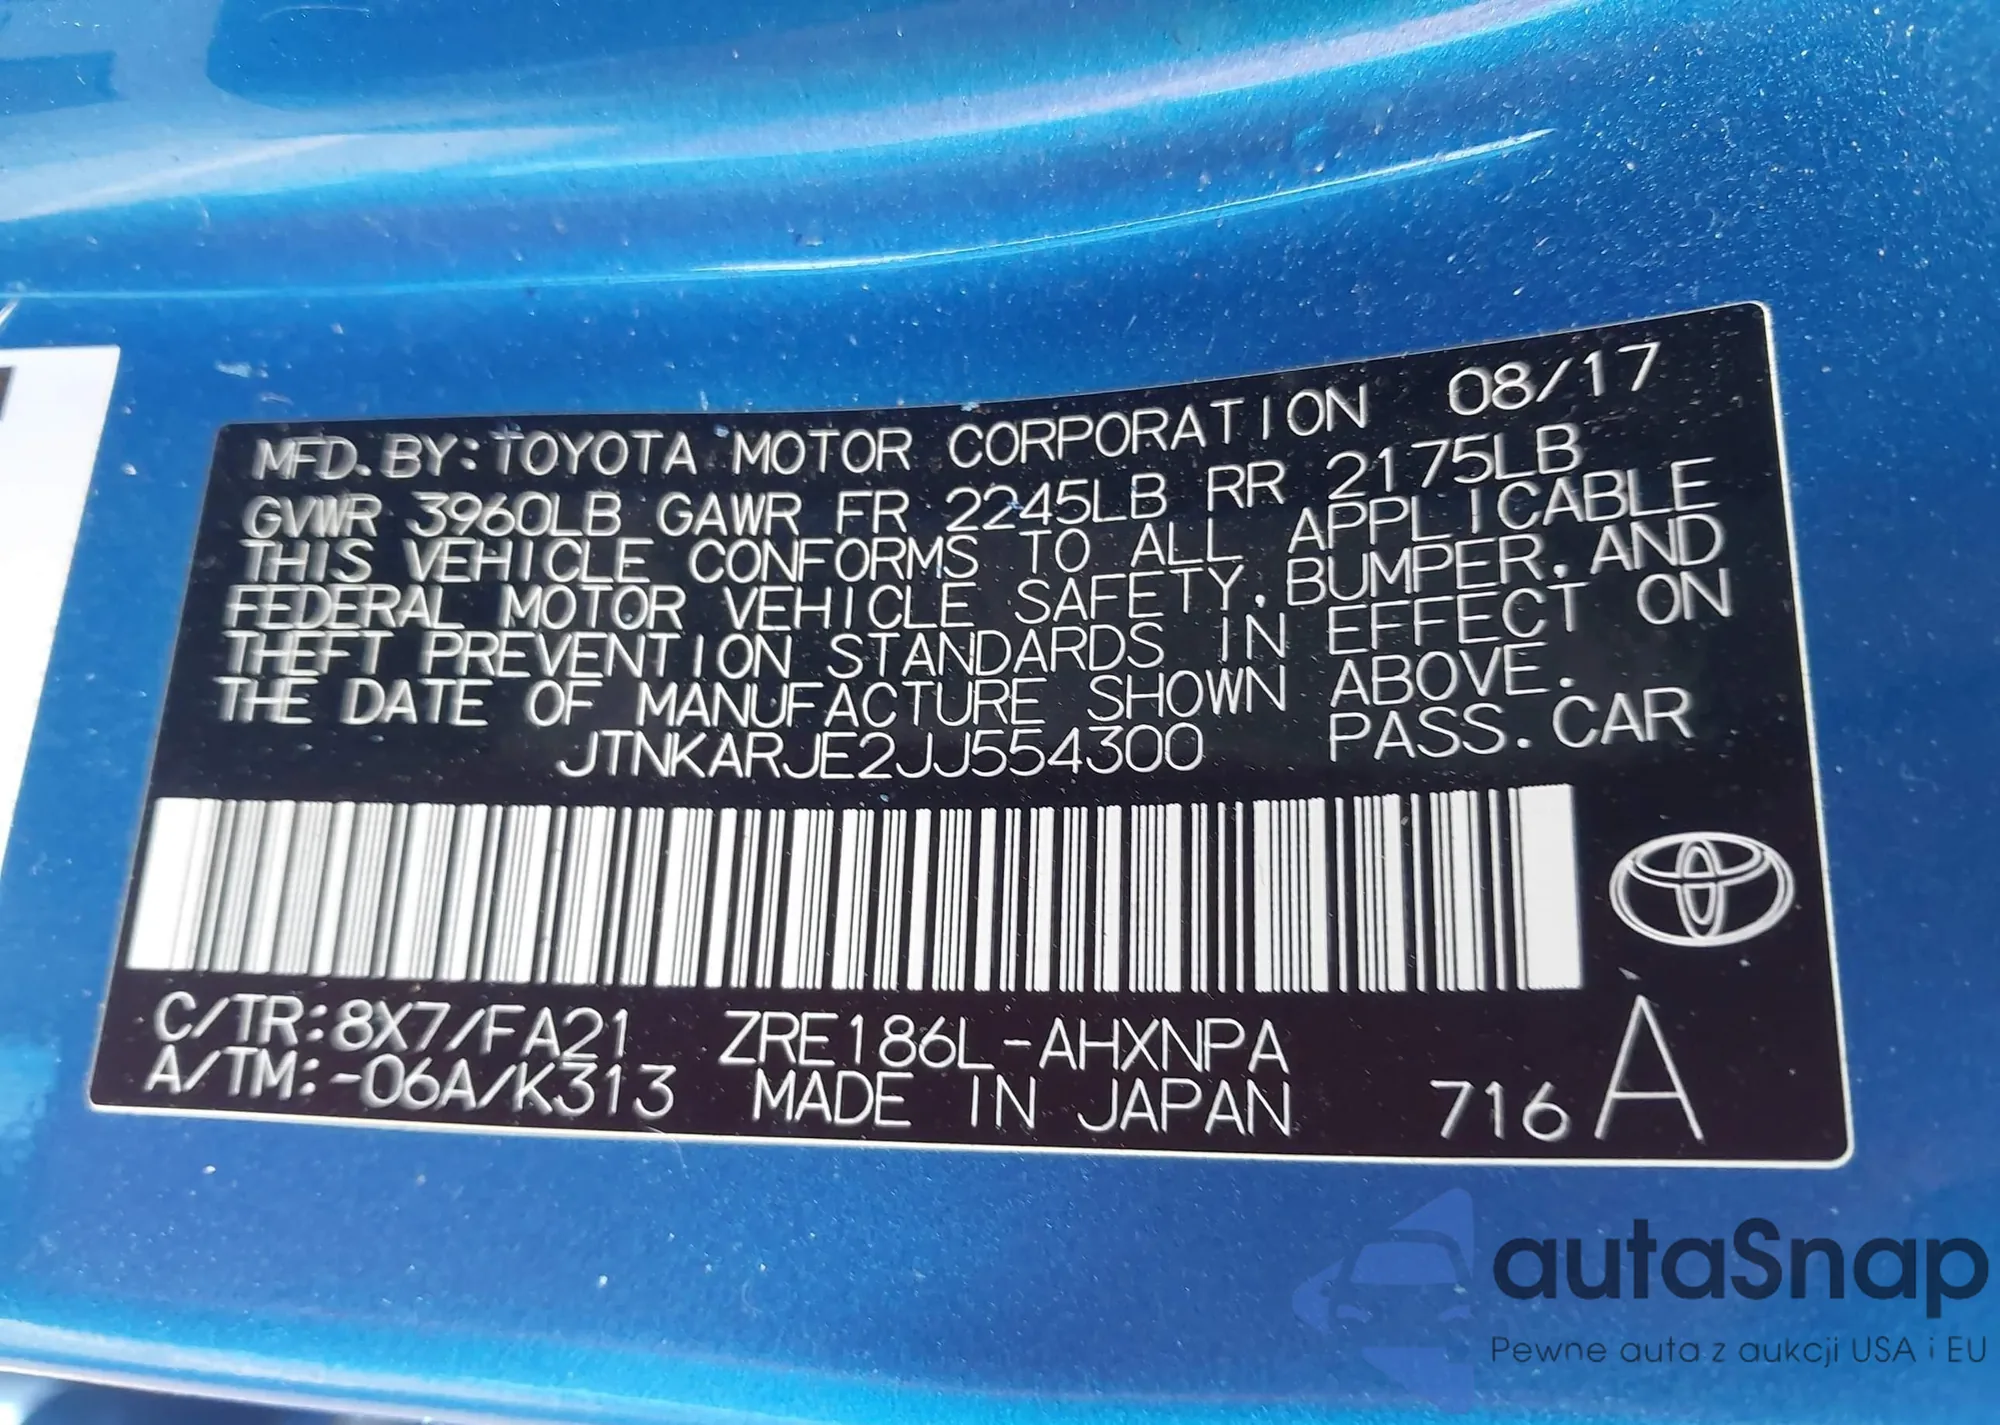 MFD. BY: TOYOTA MOTOR CORPORATION 08/17
GVWR 3960LB GAWR FR 2245LB RR 2175LB
THIS VEHICLE CONFORMS TO ALL APPLICABLE
FEDERAL MOTOR VEHICLE SAFETY, BUMPER, AND
THEFT PREVENTION STANDARDS IN EFFECT ON
THE DATE OF MANUFACTURE SHOWN ABOVE.
JTNKARJE2JJ554300 PASS. CAR
C/TR: 8X7/FA21 ZRE186L-AHXNPA
A/TM: -06A/K313 MADE IN JAPAN 716 A
autaSnap
Pewne auta z aukcji USA i EU